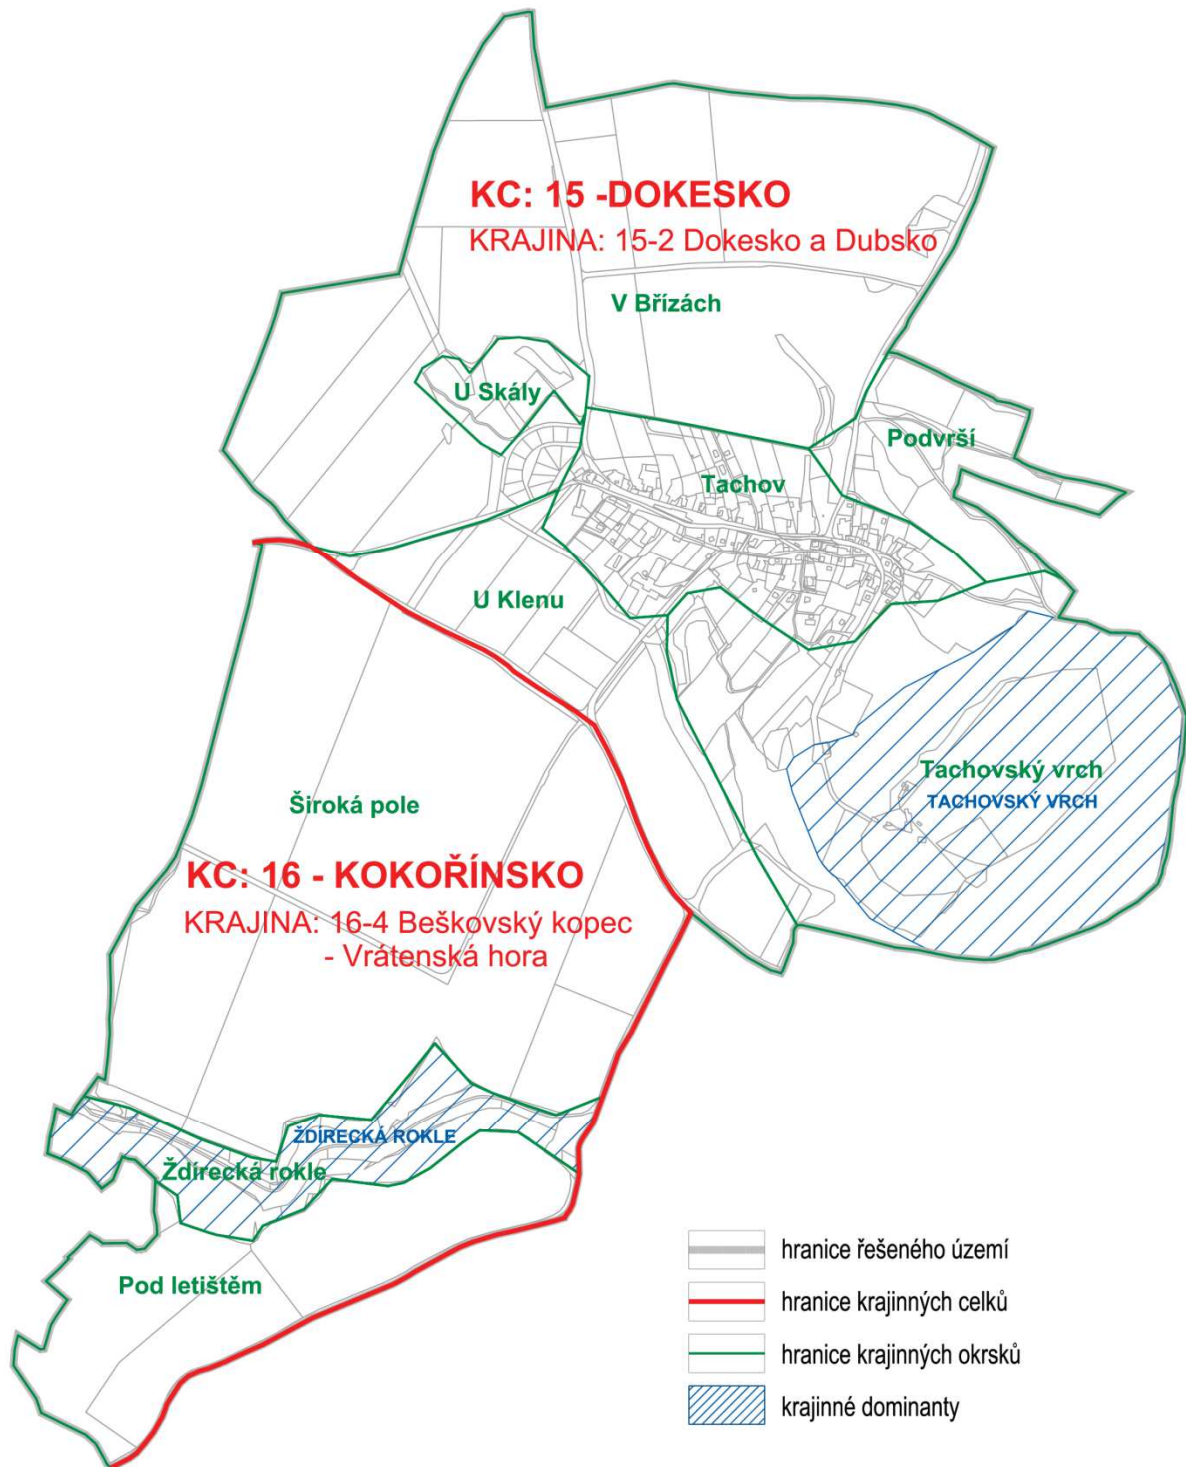 KC: 15 -DOKESKO
KRAJINA: 15-2 Dokesko a Dubsko
V Břízách
U Skály
Podvrší
Tachov
U Klenu
Tachovský vrch
TACHOVSKÝ VRCH
Široká pole
KC: 16 - KOKOŘÍNSKO
KRAJINA: 16-4 Beškovský kopec
- Vrátenská hora
ŽDÍRECKÁ ROKLE
Ždírecká rokle
Pod letištěm
hranice řešeného území
hranice krajinných celků
hranice krajinných okrsků
krajinné dominanty